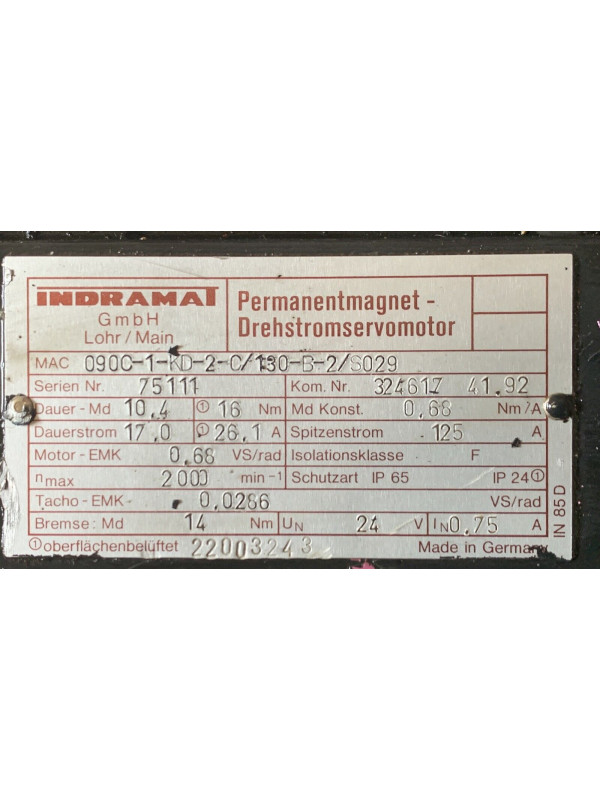 INDRAMAT
GmbH
Lohr/Main
Permanentmagnet-
Drehstromservomotor
MAC 090C-1-KD-2-C/130-B-2/S029
Serien Nr. 75111 Kom. Nr. 324617 41.92
Dauer-Md 10,4 ① 16 Nm Md Konst. 0,68 Nm/A
Dauerstrom 17,0 ① 26,1 A Spitzenstrom 125 A
Motor-EMK 0,68 VS/rad Isolationsklasse F
nmax 2000 min-1 Schutzart IP 65 IP 24①
Tacho-EMK 0,0286 VS/rad
Bremse: Md 14 Nm UN 24 V IN 0,75 A
①oberflächenbelüftet 22003243 Made in Germany
IN 85 D